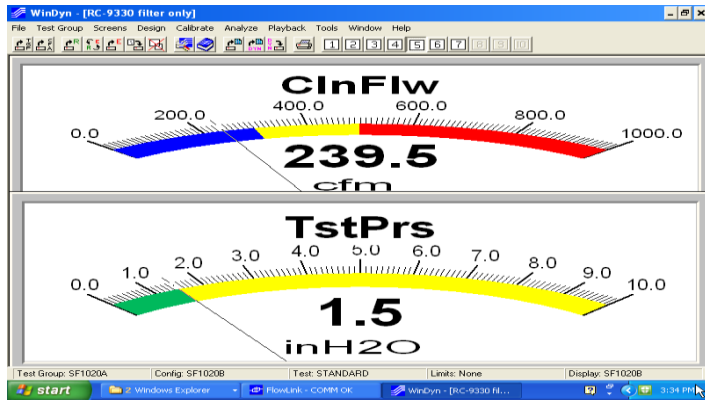 WinDyn - [RC-9330 filter only]
File Test Group Screens Design Calibrate Analyze Playback Tools Window Help
1 2 3 4 5 6 7 8 9 10
ClnFlw
0.0 200.0 400.0 600.0 800.0 1000.0
239.5
cfm
TstPrs
0.0 1.0 2.0 3.0 4.0 5.0 6.0 7.0 8.0 9.0 10.0
1.5
inH2O
Test Group: SF1020A Config: SF1020B Test: STANDARD Limits: None Display: SF1020B
start 2 Windows Explorer FlowLink - COMM OK WinDyn - [RC-9330 fil... 3:34 PM